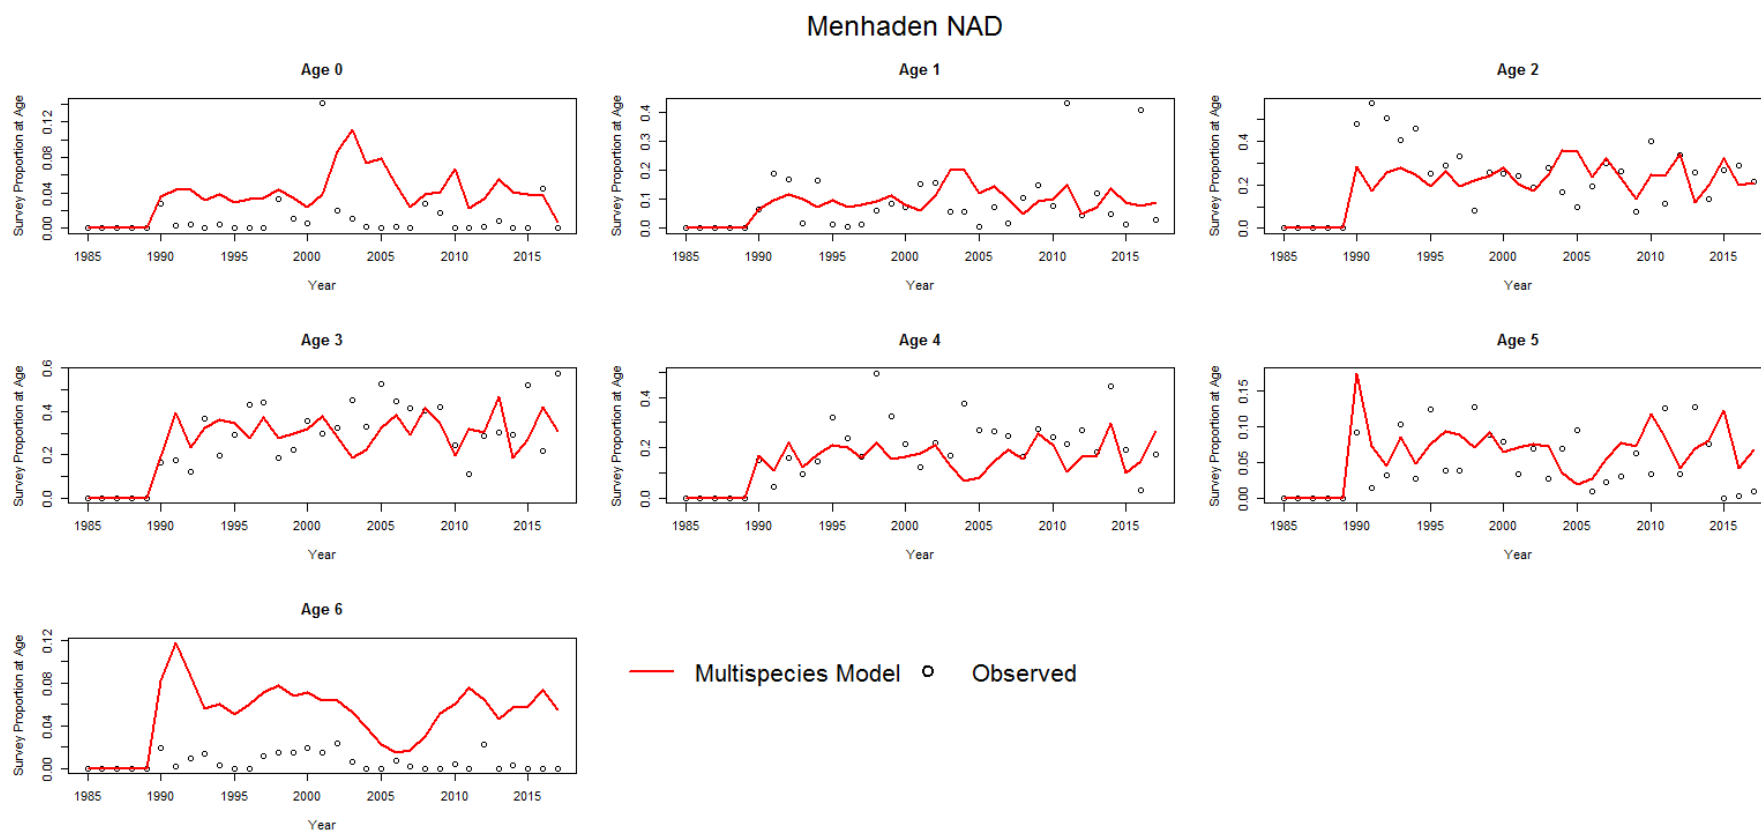 Menhaden NAD
Age 0
Age 1
Age 2
Survey Proportion at Age
0.00 0.04 0.08 0.12
1985 1990 1995 2000 2005 2010 2015
Year
Survey Proportion at Age
0.0 0.1 0.2 0.3 0.4
1985 1990 1995 2000 2005 2010 2015
Year
Survey Proportion at Age
0.0 0.2 0.4
1985 1990 1995 2000 2005 2010 2015
Year
Age 3
Age 4
Age 5
Survey Proportion at Age
0.0 0.2 0.4 0.6
1985 1990 1995 2000 2005 2010 2015
Year
Survey Proportion at Age
0.0 0.2 0.4
1985 1990 1995 2000 2005 2010 2015
Year
Survey Proportion at Age
0.00 0.05 0.10 0.15
1985 1990 1995 2000 2005 2010 2015
Year
Age 6
Survey Proportion at Age
0.00 0.04 0.08 0.12
1985 1990 1995 2000 2005 2010 2015
Year
Multispecies Model Observed